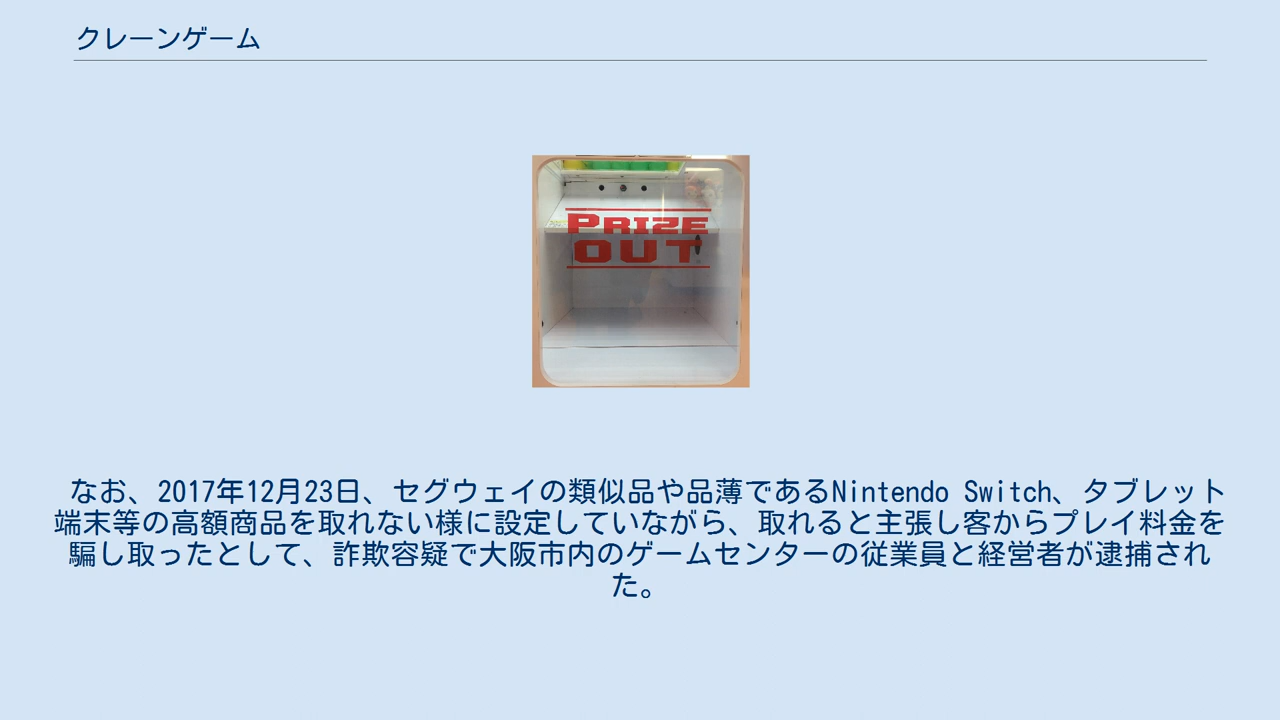 クレーンゲーム
PRIZE
OUT
なお、2017年12月23日、セグウェイの類似品や品薄であるNintendo Switch、タブレット
端末等の高額商品を取れない様に設定していながら、取れると主張し客からプレイ料金を
騙し取ったとして、詐欺容疑で大阪市内のゲームセンターの従業員と経営者が逮捕され
た。